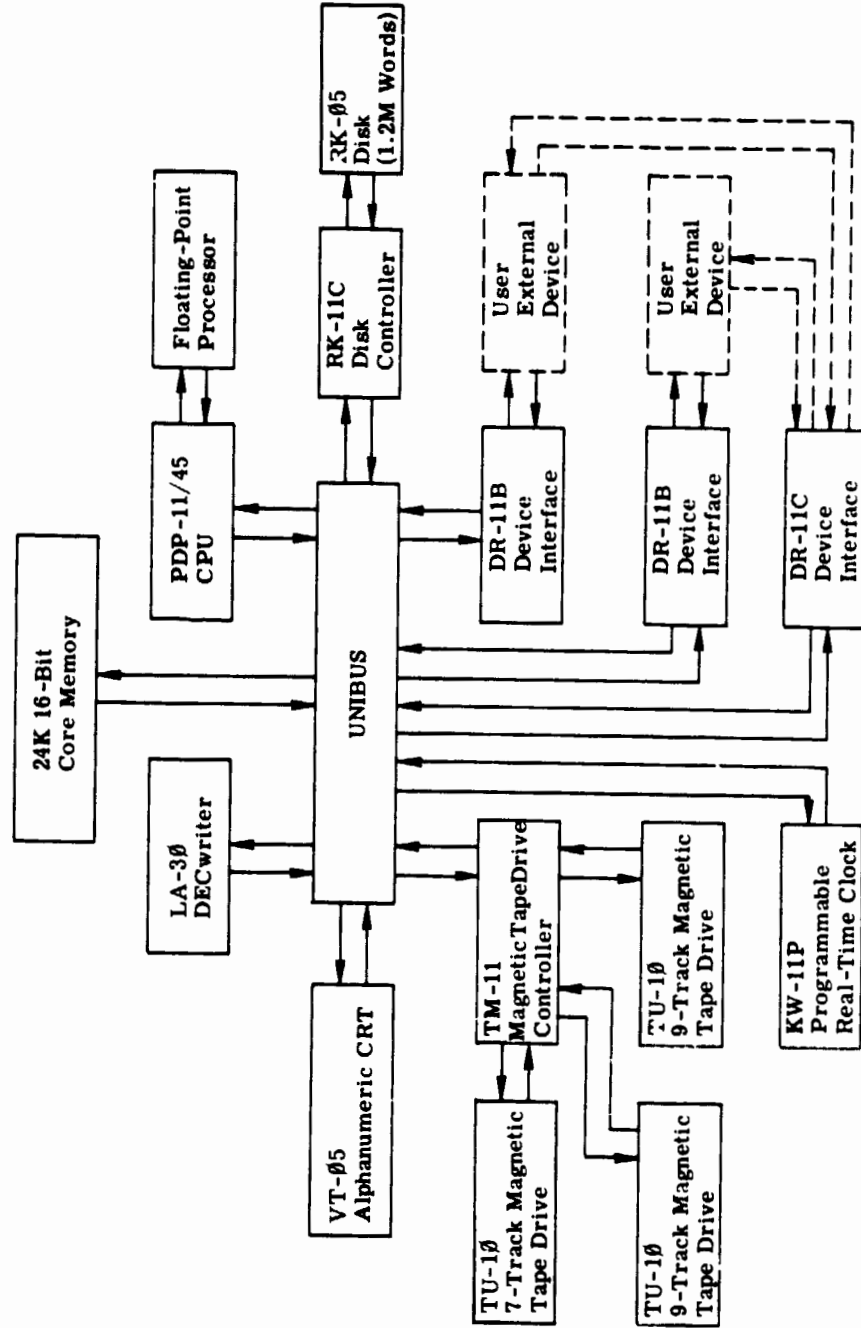 24K 16-Bit
Core Memory
LA-3Ø
DECwriter
PDP-11/45
CPU
Floating-Point
Processor
VT-Ø5
Alphanumeric CRT
UNIBUS
RK-11C
Disk
Controller
RK-Ø5
Disk
(1.2M Words)
TU-1Ø
7-Track Magnetic
Tape Drive
TM-11
MagneticTapeDrive
Controller
DR-11B
Device
Interface
User
External
Device
TU-1Ø
9-Track Magnetic
Tape Drive
TU-1Ø
9-Track Magnetic
Tape Drive
DR-11B
Device
Interface
User
External
Device
KW-11P
Programmable
Real-Time Clock
DR-11C
Device
Interface